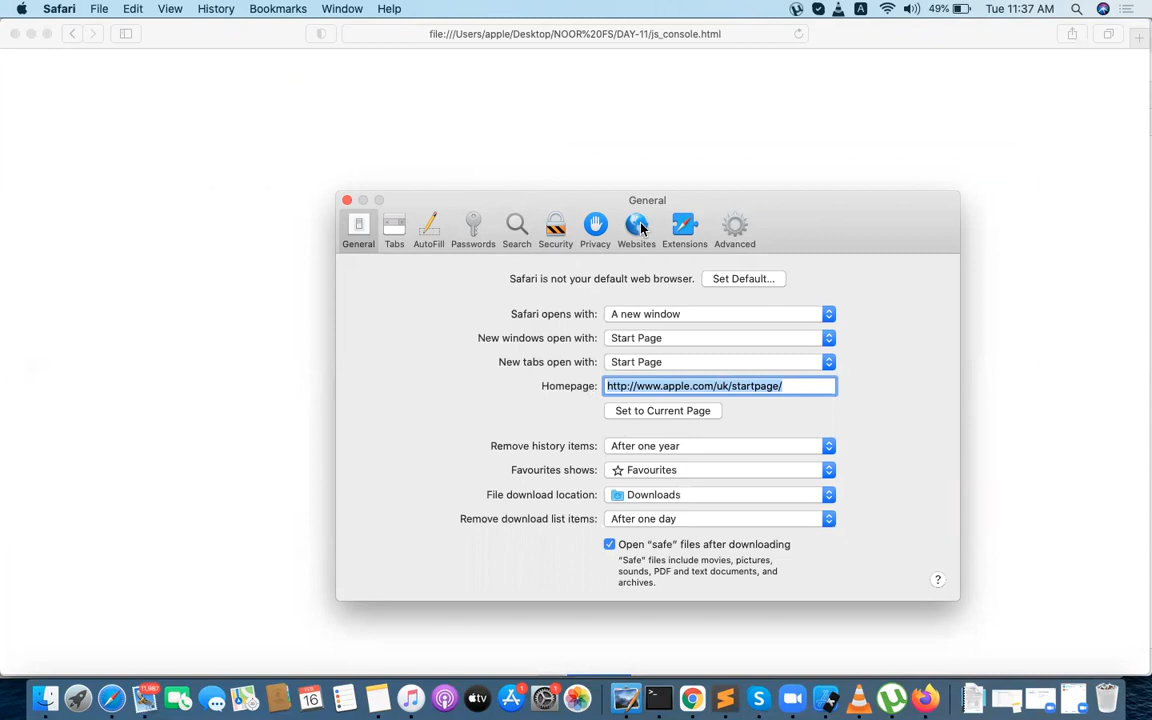 Safari File Edit View History Bookmarks Window Help
A 49% Tue 11:37 AM
file:///Users/apple/Desktop/NOOR%20FS/DAY-11/js_console.html
General
General Tabs AutoFill Passwords Search Security Privacy Websites Extensions Advanced
Safari is not your default web browser. Set Default...
Safari opens with: A new window
New windows open with: Start Page
New tabs open with: Start Page
Homepage: http://www.apple.com/uk/startpage/
Set to Current Page
Remove history items: After one year
Favourites shows: Favourites
File download location: Downloads
Remove download list items: After one day
Open “safe” files after downloading
“Safe” files include movies, pictures,
sounds, PDF and text documents, and
archives.
?
tv